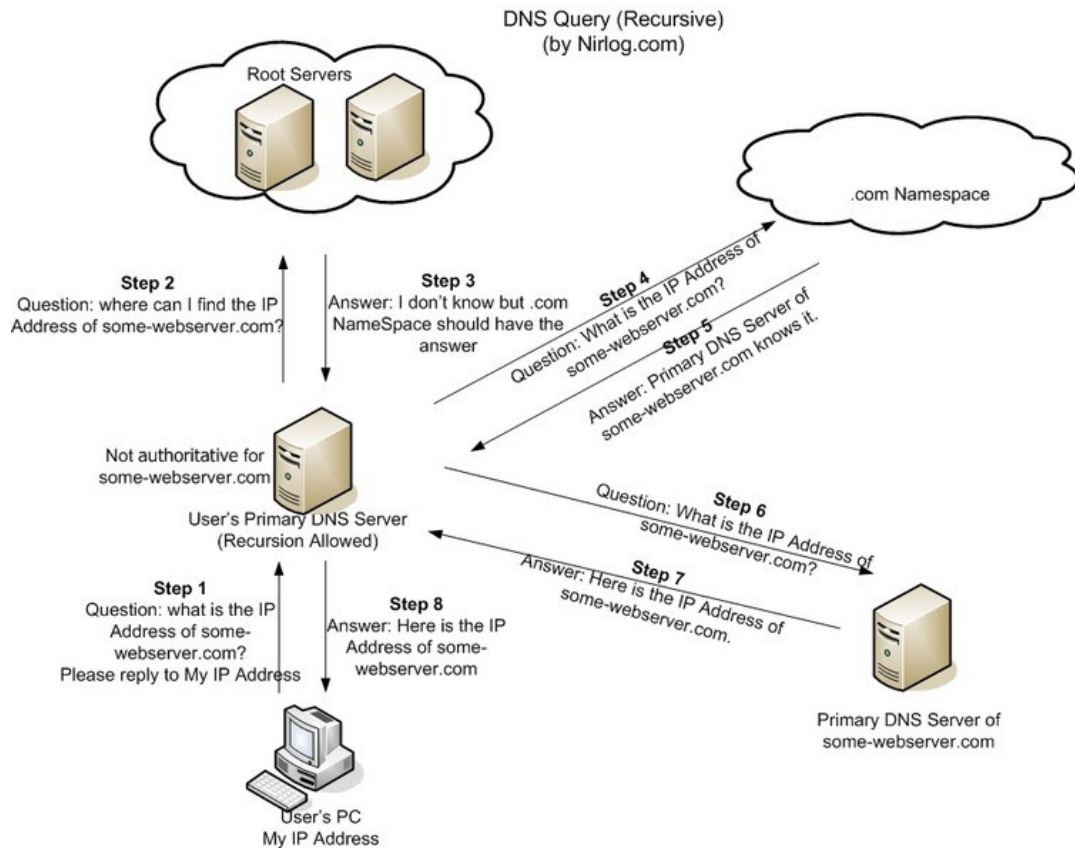 DNS Query (Recursive)
(by Nirlog.com)
Root Servers
.com Namespace
Step 2
Question: where can I find the IP
Address of some-webserver.com?
Step 3
Answer: I don't know but .com
NameSpace should have the
answer
Step 4
Question: What is the IP Address of
some-webserver.com?
Step 5
Answer: Primary DNS Server of
some-webserver.com knows it.
Not authoritative for
some-webserver.com
User's Primary DNS Server
(Recursion Allowed)
Step 6
Question: What is the IP Address of
some-webserver.com?
Step 7
Answer: Here is the IP Address of
some-webserver.com.
Step 1
Question: what is the IP
Address of some-
webserver.com?
Please reply to My IP Address
Step 8
Answer: Here is the IP
Address of some-
webserver.com
Primary DNS Server of
some-webserver.com
User's PC
My IP Address